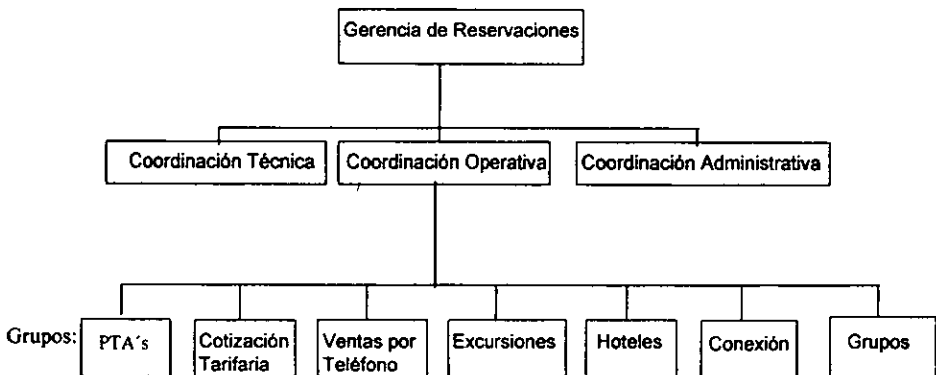 Gerencia de Reservaciones
Coordinación Técnica
Coordinación Operativa
Coordinación Administrativa
Grupos:
PTA´s
Cotización
Tarifaria
Ventas por
Teléfono
Excursiones
Hoteles
Conexión
Grupos